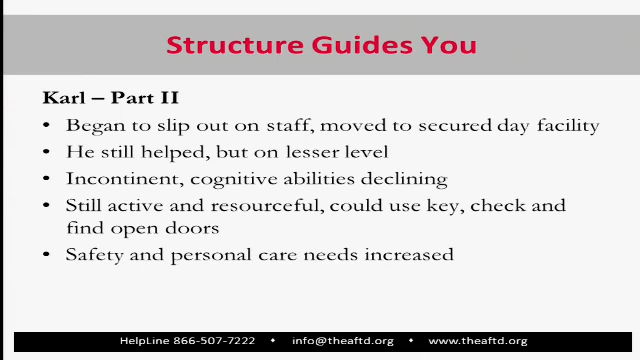 Structure Guides You
Karl – Part II
• Began to slip out on staff, moved to secured day facility
• He still helped, but on lesser level
• Incontinent, cognitive abilities declining
• Still active and resourceful, could use key, check and
find open doors
• Safety and personal care needs increased
HelpLine 866-507-7222 • info@theaftd.org • www.theaftd.org